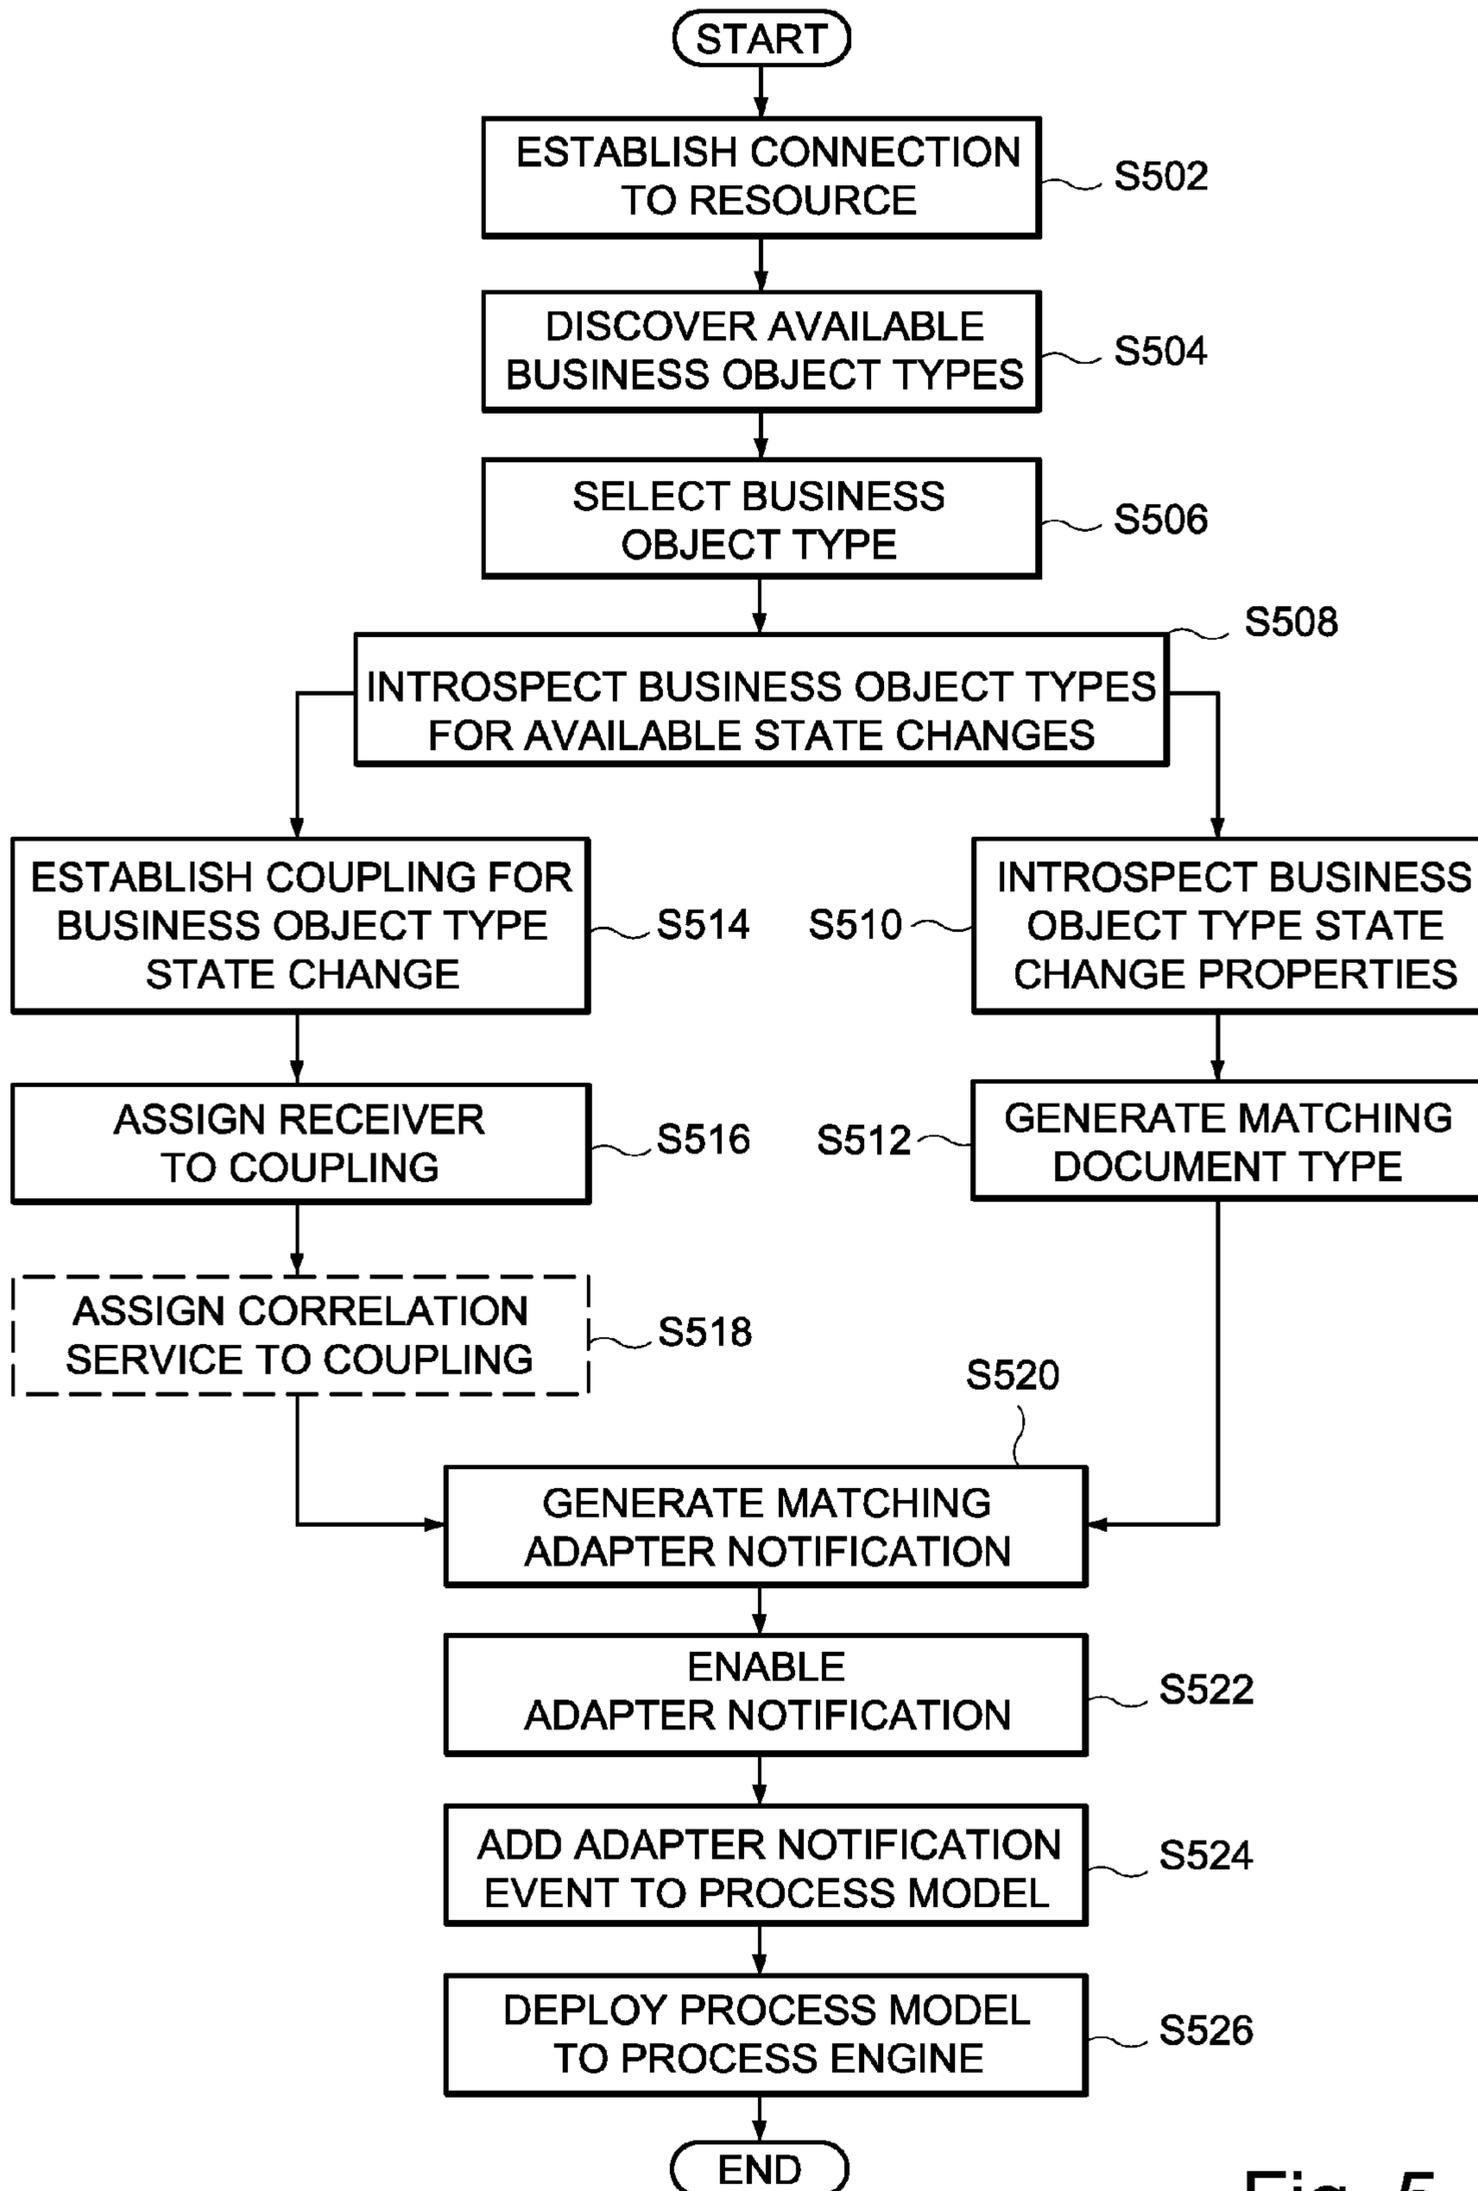 START
ESTABLISH CONNECTION
TO RESOURCE
S502
DISCOVER AVAILABLE
BUSINESS OBJECT TYPES
S504
SELECT BUSINESS
OBJECT TYPE
S506
S508
INTROSPECT BUSINESS OBJECT TYPES
FOR AVAILABLE STATE CHANGES
ESTABLISH COUPLING FOR
BUSINESS OBJECT TYPE
STATE CHANGE
S514
S510
INTROSPECT BUSINESS
OBJECT TYPE STATE
CHANGE PROPERTIES
ASSIGN RECEIVER
TO COUPLING
S516
S512
GENERATE MATCHING
DOCUMENT TYPE
ASSIGN CORRELATION
SERVICE TO COUPLING
S518
S520
GENERATE MATCHING
ADAPTER NOTIFICATION
ENABLE
ADAPTER NOTIFICATION
S522
ADD ADAPTER NOTIFICATION
EVENT TO PROCESS MODEL
S524
DEPLOY PROCESS MODEL
TO PROCESS ENGINE
S526
END
Fig. 5